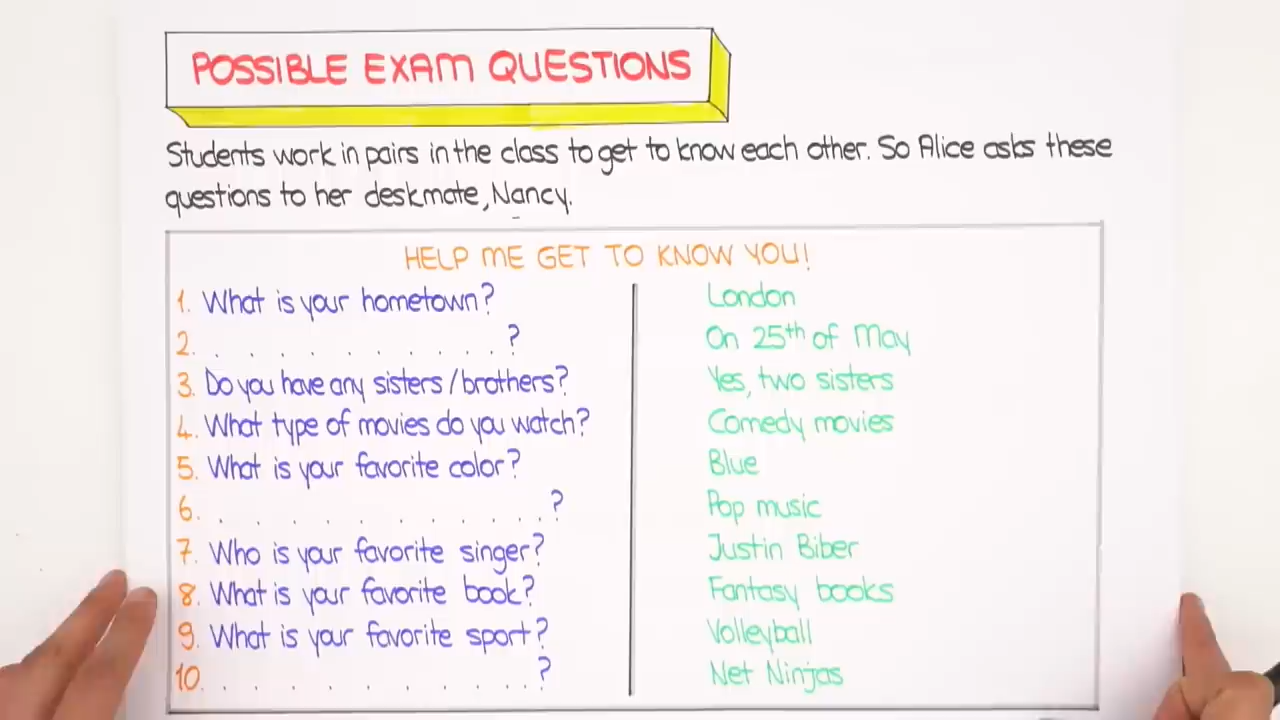 POSSIBLE EXAM QUESTIONS
Students work in pairs in the class to get to know each other. So Alice asks these
questions to her deskmate, Nancy.
HELP ME GET TO KNOW YOU!
1. What is your hometown? London
2. . . . . . . . . . . ? On 25th of May
3. Do you have any sisters/brothers? Yes, two sisters
4. What type of movies do you watch? Comedy movies
5. What is your favorite color? Blue
6. . . . . . . . . . . . ? Pop music
7. Who is your favorite singer? Justin Biber
8. What is your favorite book? Fantasy books
9. What is your favorite sport? Volleyball
10. . . . . . . . . . . ? Net Ninjas